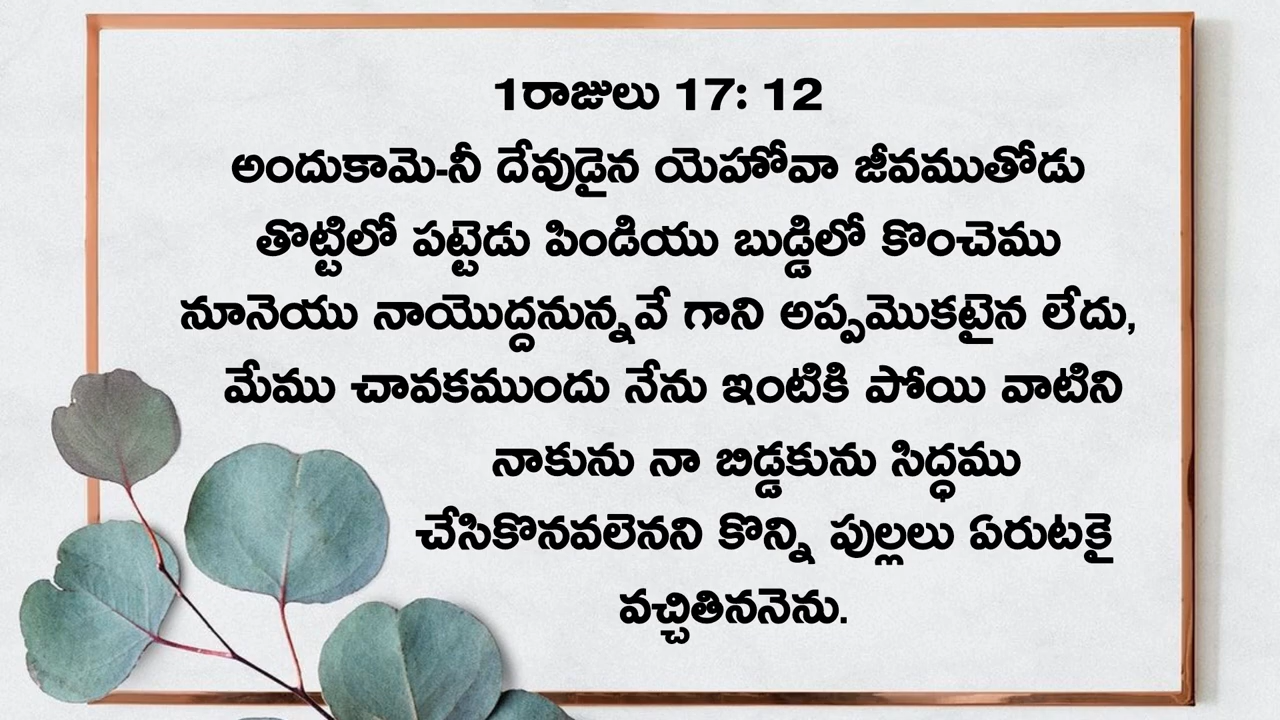 1రాజులు 17: 12
అందుకామె-నీ దేవుడైన యెహోవా జీవముతోడు
తొట్టిలో పట్టెడు పిండియు బుడ్డిలో కొంచెము
నూనెయు నాయొద్దనున్నవే గాని అప్పమొకటైన లేదు,
మేము చావకముందు నేను ఇంటికి పోయి వాటిని
నాకును నా బిడ్డకును సిద్ధము
చేసికొనవలెనని కొన్ని పుల్లలు ఏరుటకై
వచ్చితిననెను.